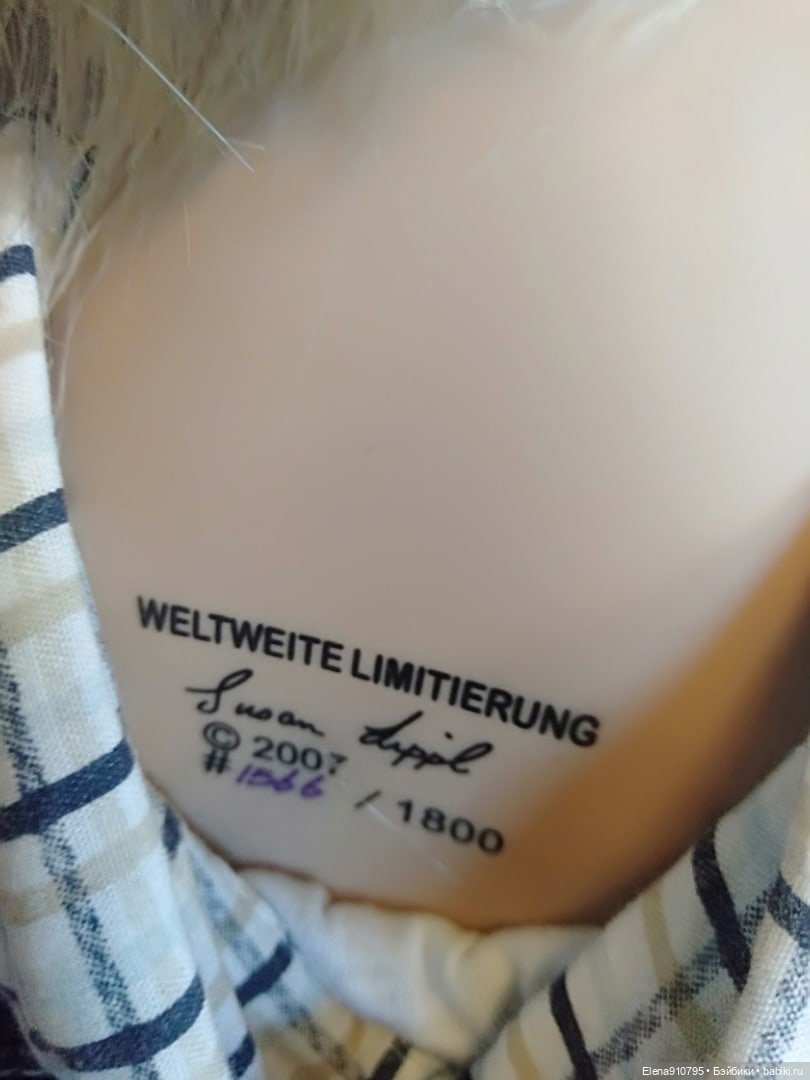 WELTWEITE LIMITIERUNG
Susan Lippl
© 2007
#1566 / 1800
Elena910795 • Бэйбики • babiki.ru